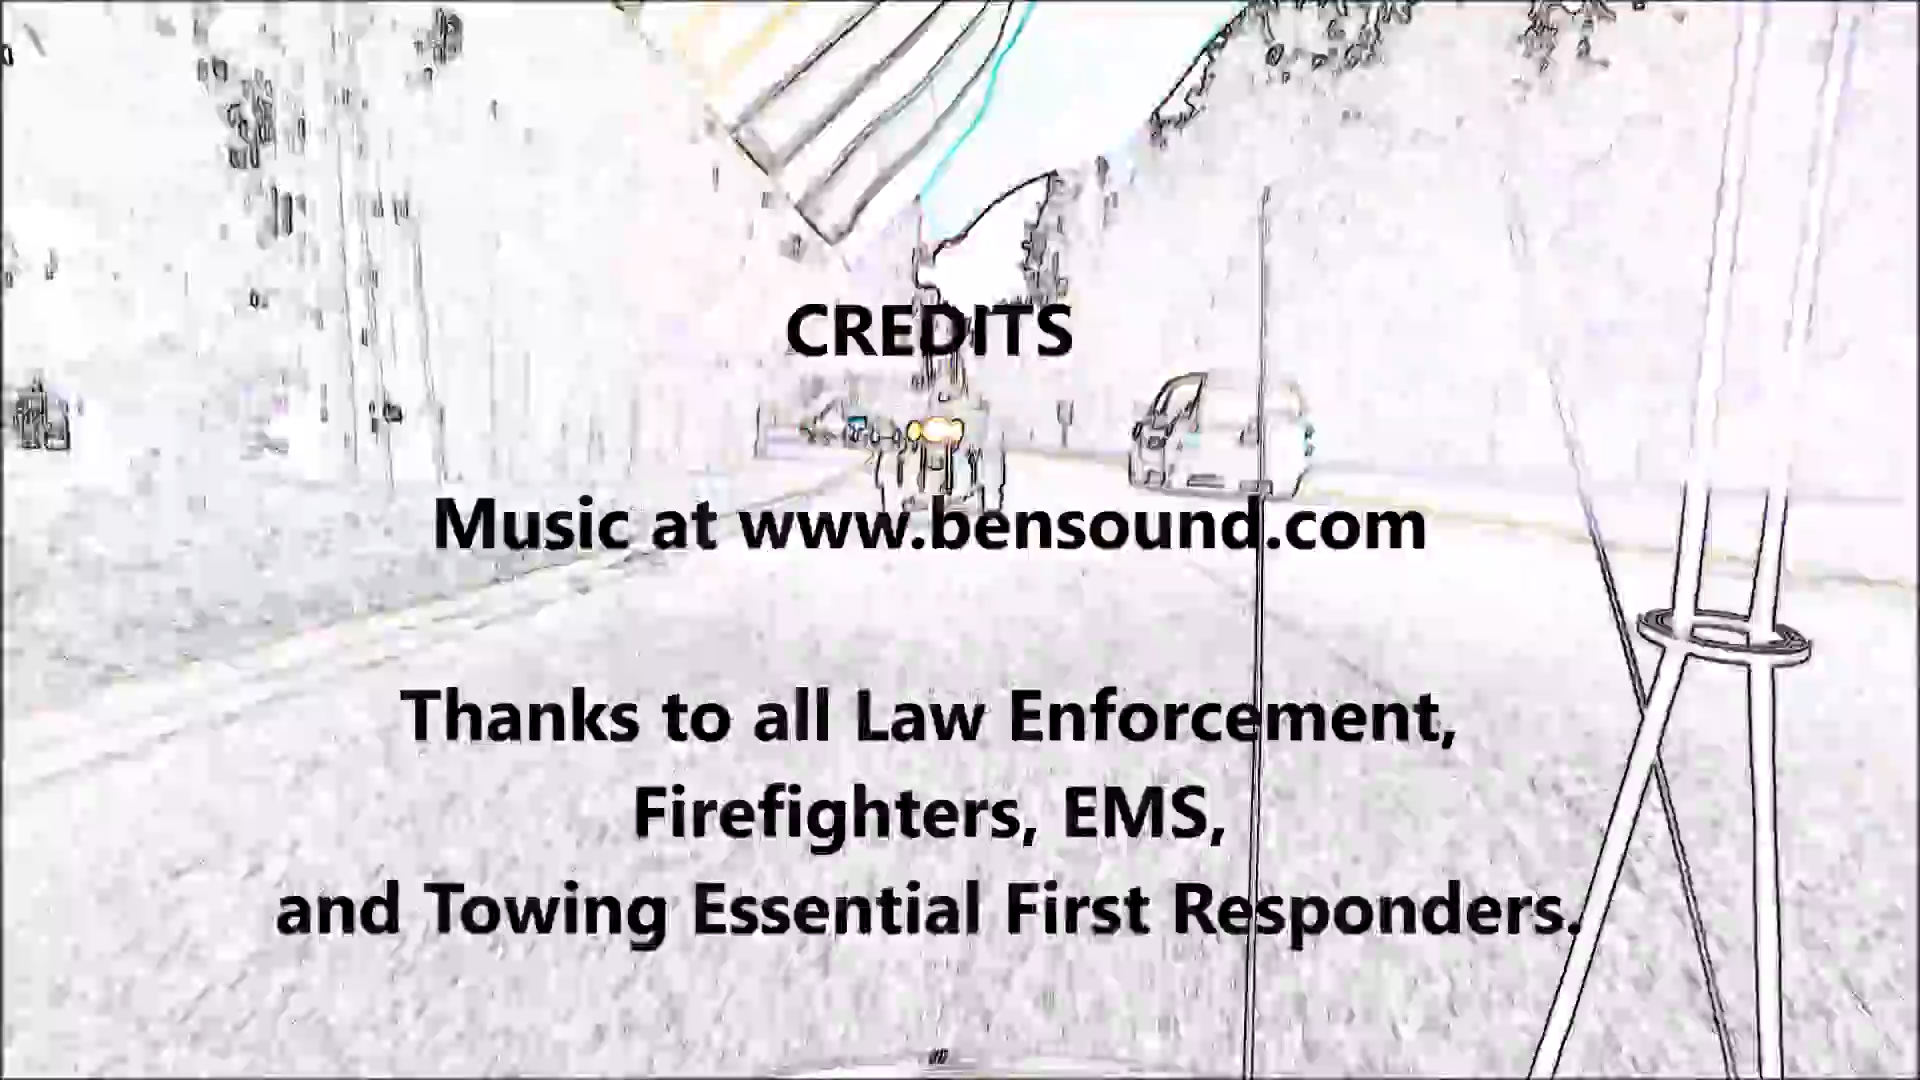 CREDITS
Music at www.bensound.com
Thanks to all Law Enforcement,
Firefighters, EMS,
and Towing Essential First Responders.